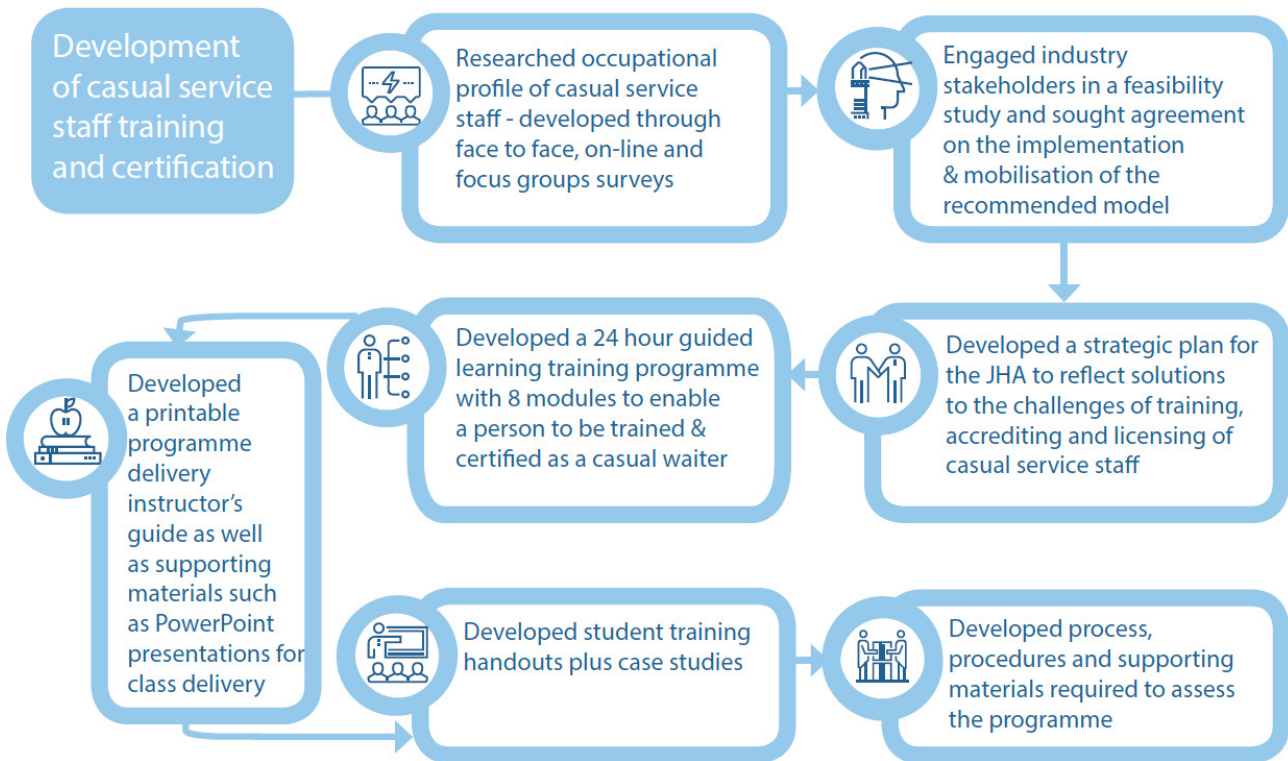 Development
of casual service
staff training
and certification
Researched occupational
profile of casual service
staff - developed through
face to face, on-line and
focus groups surveys
Engaged industry
stakeholders in a feasibility
study and sought agreement
on the implementation
& mobilisation of the
recommended model
Developed a strategic plan for
the JHA to reflect solutions
to the challenges of training,
accrediting and licensing of
casual service staff
Developed a 24 hour guided
learning training programme
with 8 modules to enable
a person to be trained &
certified as a casual waiter
Developed
a printable
programme
delivery
instructor’s
guide as well
as supporting
materials such
as PowerPoint
presentations for
class delivery
Developed student training
handouts plus case studies
Developed process,
procedures and supporting
materials required to assess
the programme